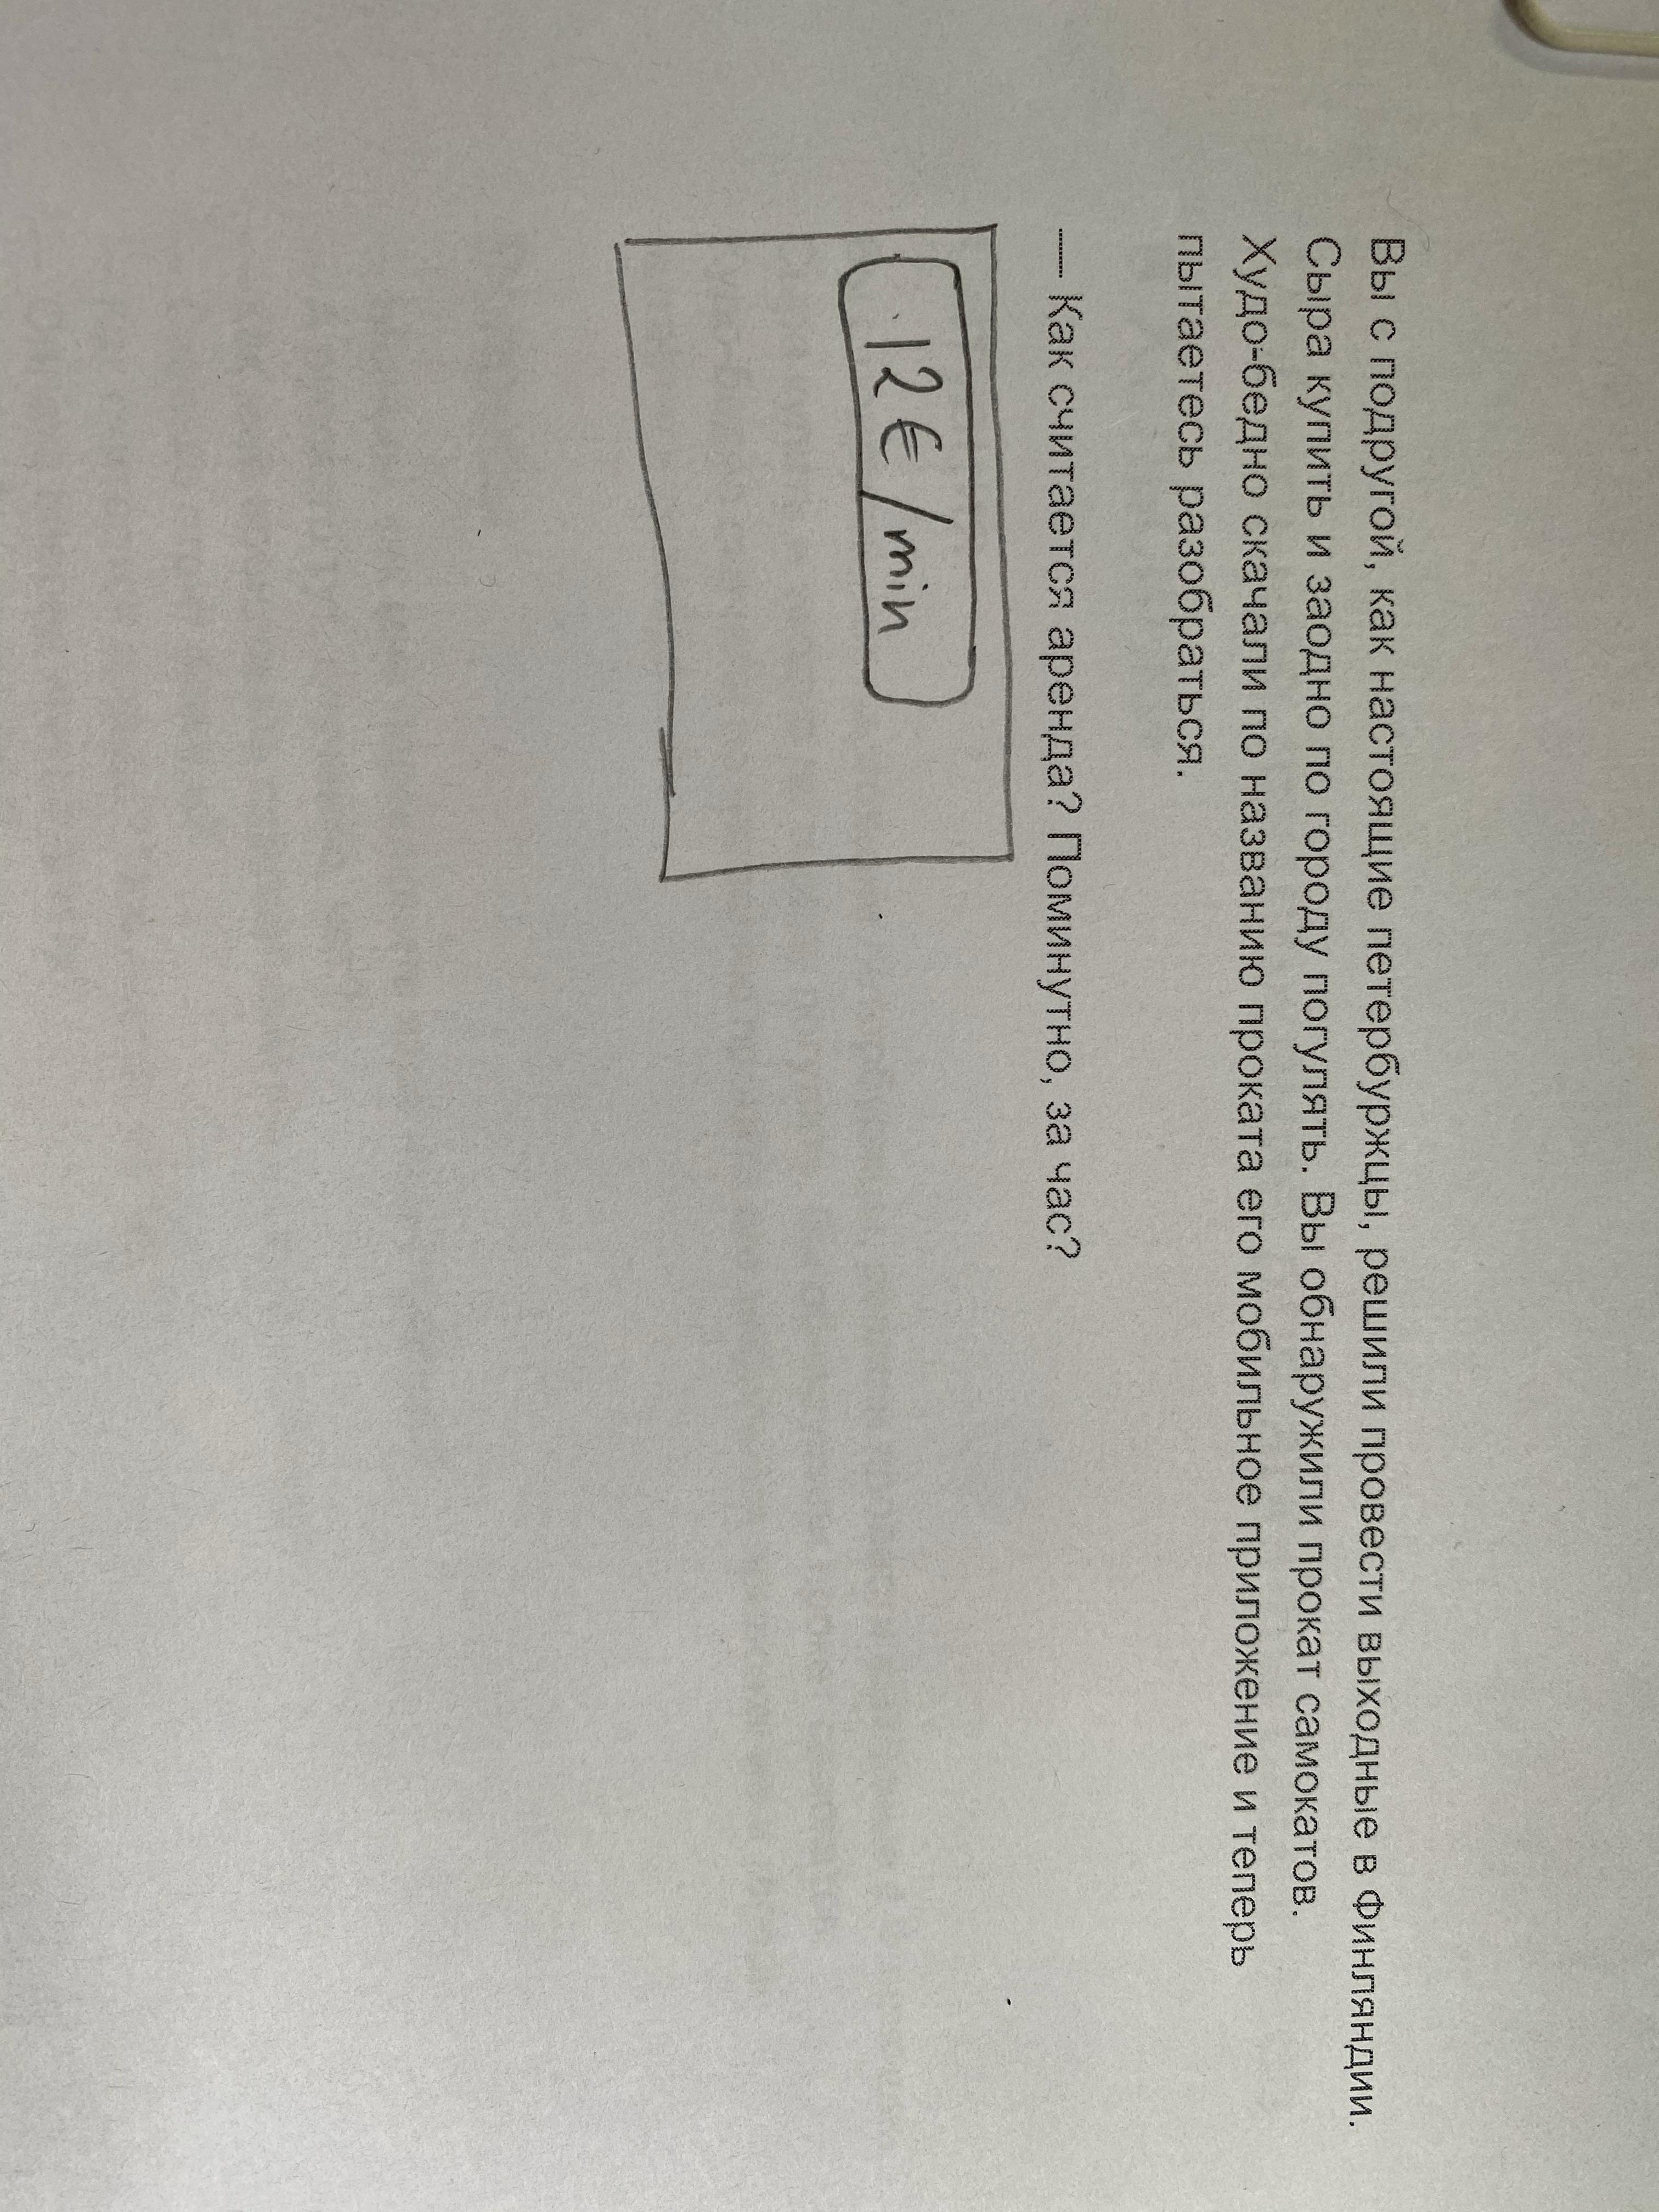 Вы с подругой, как настоящие петербуржцы, решили провести выходные в Финляндии.
Сыра купить и заодно по городу погулять. Вы обнаружили прокат самокатов.
Худо-бедно скачали по названию проката его мобильное приложение и теперь
пытаетесь разобраться.
— Как считается аренда? Поминутно, за час?
12€/min